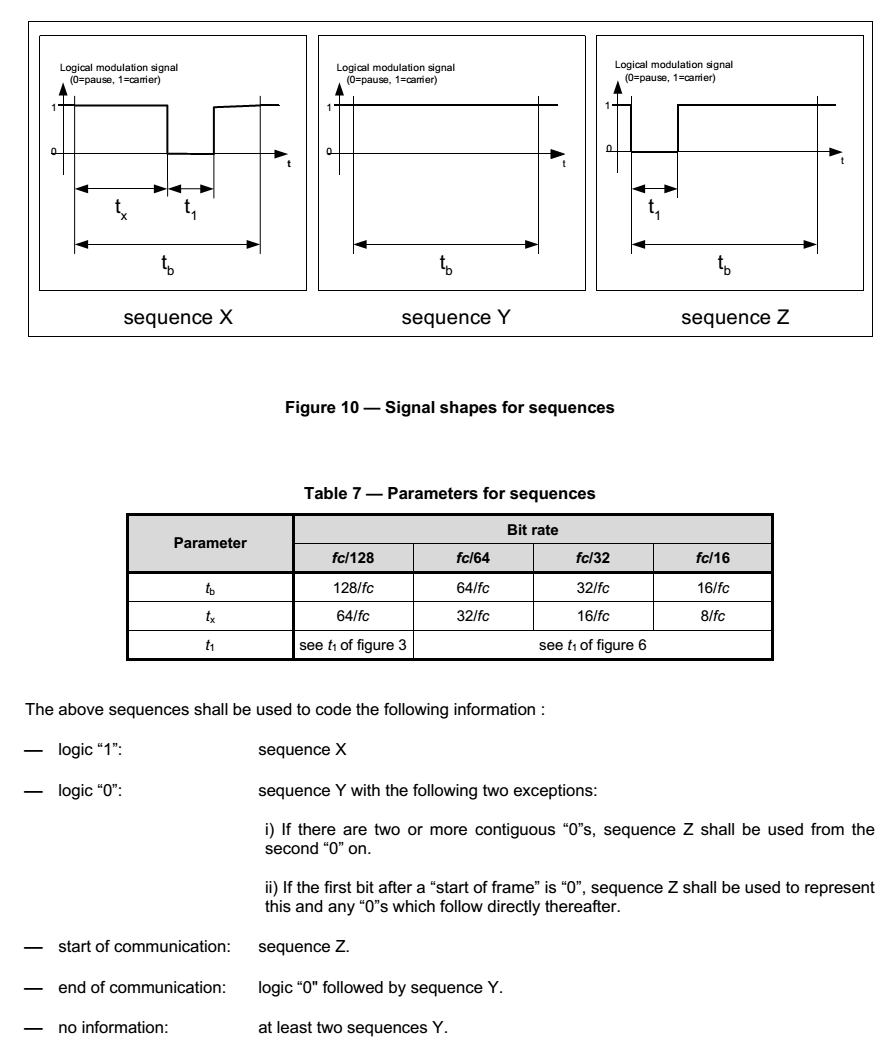 Logical modulation signal
(0=pause, 1=carrier)
1
0
t
tx
t1
tb
sequence X
Logical modulation signal
(0=pause, 1=carrier)
1
0
t
tb
sequence Y
Logical modulation signal
(0=pause, 1=carrier)
1
0
t
t1
tb
sequence Z
Figure 10 — Signal shapes for sequences
Table 7 — Parameters for sequences
Parameter Bit rate
fc/128 fc/64 fc/32 fc/16
tb 128/fc 64/fc 32/fc 16/fc
tx 64/fc 32/fc 16/fc 8/fc
t1 see t1 of figure 3 see t1 of figure 6
The above sequences shall be used to code the following information :
— logic “1”: sequence X
— logic “0”: sequence Y with the following two exceptions:
i) If there are two or more contiguous “0”s, sequence Z shall be used from the
second “0” on.
ii) If the first bit after a “start of frame” is “0”, sequence Z shall be used to represent
this and any “0”s which follow directly thereafter.
— start of communication: sequence Z.
— end of communication: logic “0" followed by sequence Y.
— no information: at least two sequences Y.